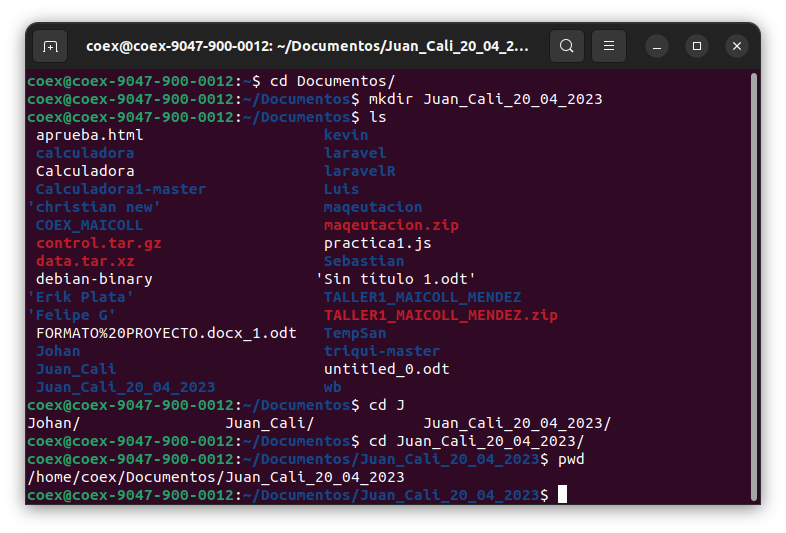 coex@coex-9047-900-0012: ~/Documentos/Juan_Cali_20_04_2...
coex@coex-9047-900-0012:~$ cd Documentos/
coex@coex-9047-900-0012:~/Documentos$ mkdir Juan_Cali_20_04_2023
coex@coex-9047-900-0012:~/Documentos$ ls
aprueba.html kevin
calculadora laravel
Calculadora laravelR
Calculadora1-master Luis
'christian new' maqeutacion
COEX_MAICOLL maqeutacion.zip
control.tar.gz practica1.js
data.tar.xz Sebastian
debian-binary 'Sin título 1.odt'
'Erik Plata' TALLER1_MAICOLL_MENDEZ
'Felipe G' TALLER1_MAICOLL_MENDEZ.zip
FORMATO%20PROYECTO.docx_1.odt TempSan
Johan triqui-master
Juan_Cali untitled_0.odt
Juan_Cali_20_04_2023 wb
coex@coex-9047-900-0012:~/Documentos$ cd J
Johan/ Juan_Cali/ Juan_Cali_20_04_2023/
coex@coex-9047-900-0012:~/Documentos$ cd Juan_Cali_20_04_2023/
coex@coex-9047-900-0012:~/Documentos/Juan_Cali_20_04_2023$ pwd
/home/coex/Documentos/Juan_Cali_20_04_2023
coex@coex-9047-900-0012:~/Documentos/Juan_Cali_20_04_2023$